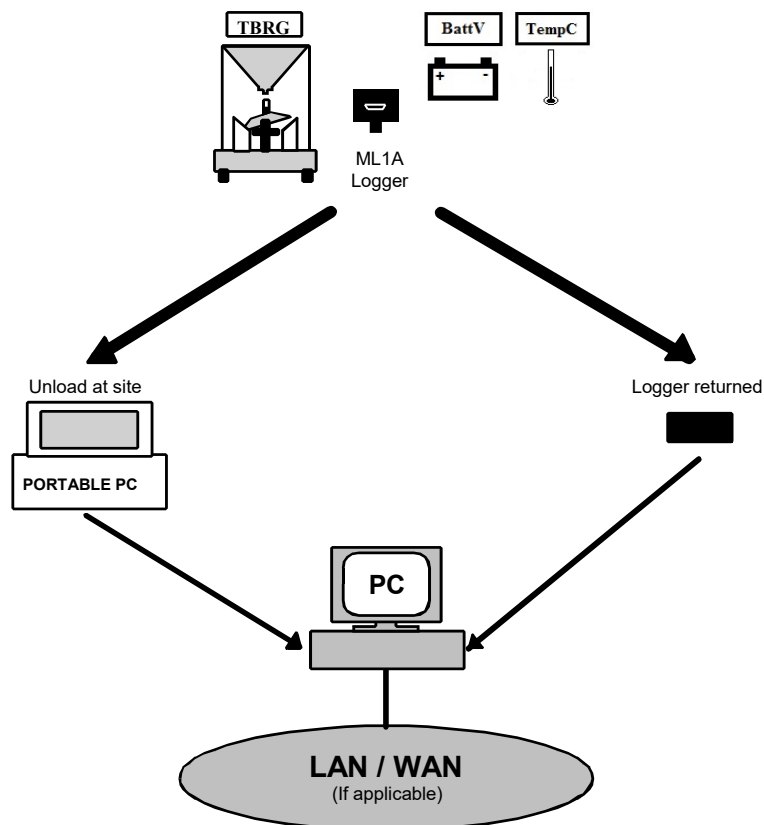 TBRG
BattV
TempC
+ -
ML1A
Logger
Unload at site
Logger returned
PORTABLE PC
PC
LAN / WAN
(If applicable)